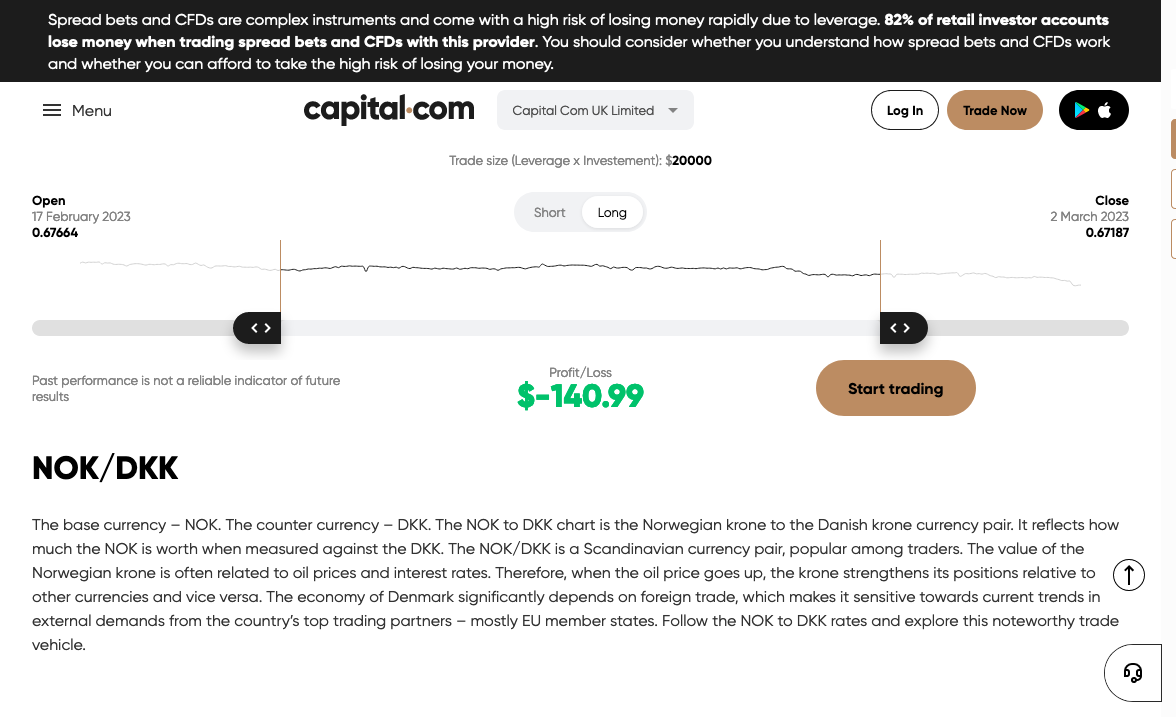 Spread bets and CFDs are complex instruments and come with a high risk of losing money rapidly due to leverage. 82% of retail investor accounts
lose money when trading spread bets and CFDs with this provider. You should consider whether you understand how spread bets and CFDs work
and whether you can afford to take the high risk of losing your money.
Menu
capital.com
Capital Com UK Limited
Log In
Trade Now
Trade size (Leverage x Investement): $20000
Open
17 February 2023
0.67664
Short
Long
Close
2 March 2023
0.67187
Past performance is not a reliable indicator of future
results
Profit/Loss
$-140.99
Start trading
NOK/DKK
The base currency – NOK. The counter currency – DKK. The NOK to DKK chart is the Norwegian krone to the Danish krone currency pair. It reflects how
much the NOK is worth when measured against the DKK. The NOK/DKK is a Scandinavian currency pair, popular among traders. The value of the
Norwegian krone is often related to oil prices and interest rates. Therefore, when the oil price goes up, the krone strengthens its positions relative to
other currencies and vice versa. The economy of Denmark significantly depends on foreign trade, which makes it sensitive towards current trends in
external demands from the country’s top trading partners – mostly EU member states. Follow the NOK to DKK rates and explore this noteworthy trade
vehicle.